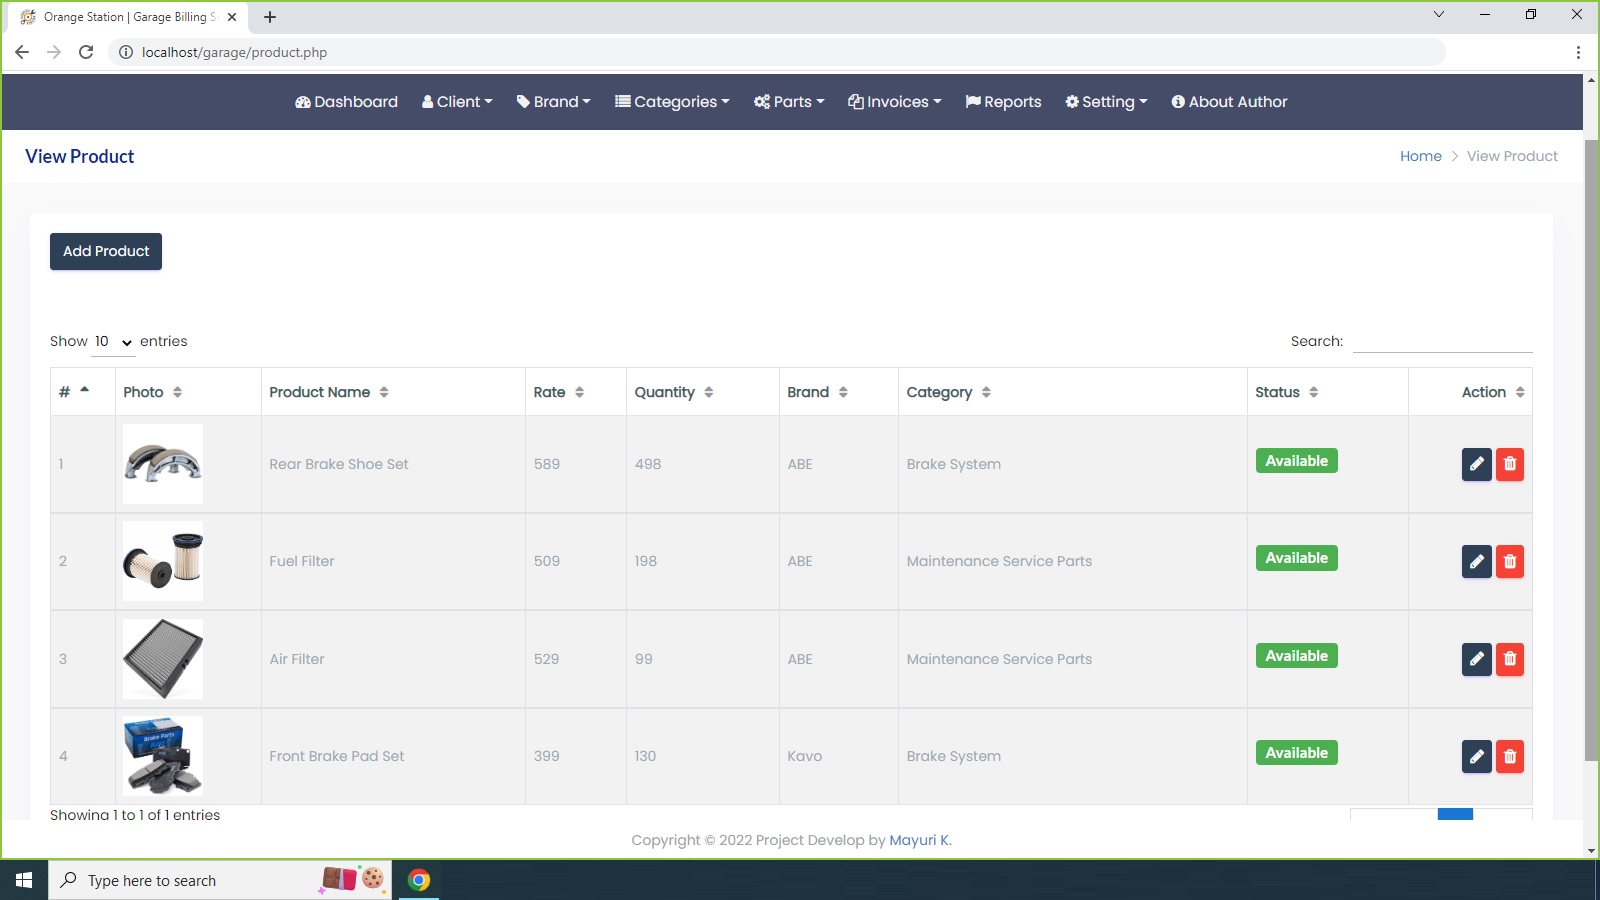 Orange Station | Garage Billing S
localhost/garage/product.php
Dashboard Client Brand Categories Parts Invoices Reports Setting About Author
View Product
Home > View Product
Add Product
Show 10 entries
Search:
# Photo Product Name Rate Quantity Brand Category Status Action
1 Rear Brake Shoe Set 589 498 ABE Brake System Available
2 Fuel Filter 509 198 ABE Maintenance Service Parts Available
3 Air Filter 529 99 ABE Maintenance Service Parts Available
Brake Parts
4 Front Brake Pad Set 399 130 Kavo Brake System Available
Showing 1 to 1 of 1 entries
Copyright © 2022 Project Develop by Mayuri K.
Type here to search